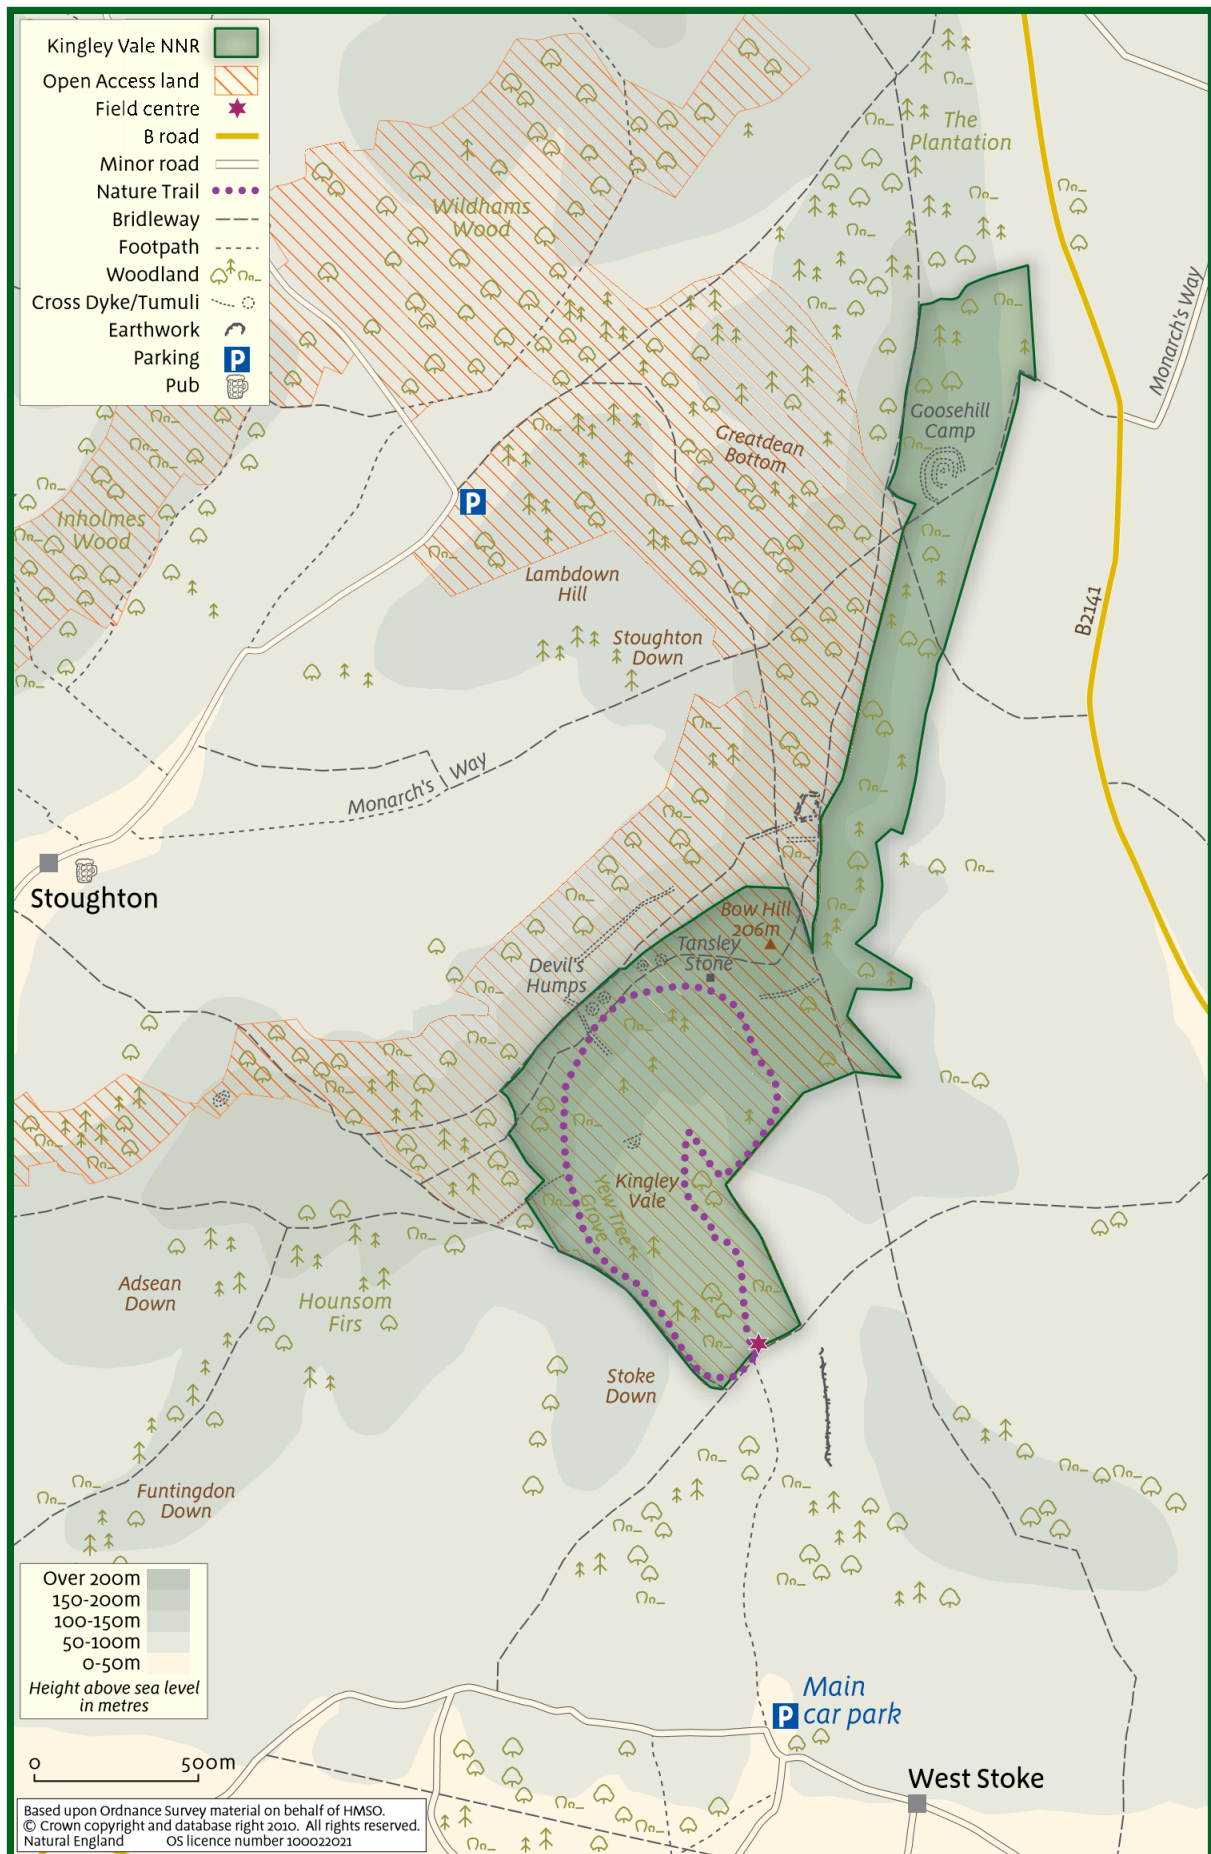 Kingley Vale NNR
Open Access land
Field centre
B road
Minor road
Nature Trail
Bridleway
Footpath
Woodland
Cross Dyke/Tumuli
Earthwork
Parking
P
Pub
The
Plantation
Wildhams
Wood
Monarch's Way
Goosehill
Camp
Greatdean
Bottom
P
Inholmes
Wood
Lambdown
Hill
B2141
Stoughton
Down
Monarch's Way
Stoughton
Bow Hill
206m
Tansley
Stone
Devil's
Humps
Kingley
Vale
Yew Tree
Grove
Adsean
Down
Hounsom
Firs
Stoke
Down
Funtingdon
Down
Over 200m
150-200m
100-150m
50-100m
0-50m
Height above sea level
in metres
Main
P car park
0 500m
West Stoke
Based upon Ordnance Survey material on behalf of HMSO.
© Crown copyright and database right 2010. All rights reserved.
Natural England OS licence number 100022021